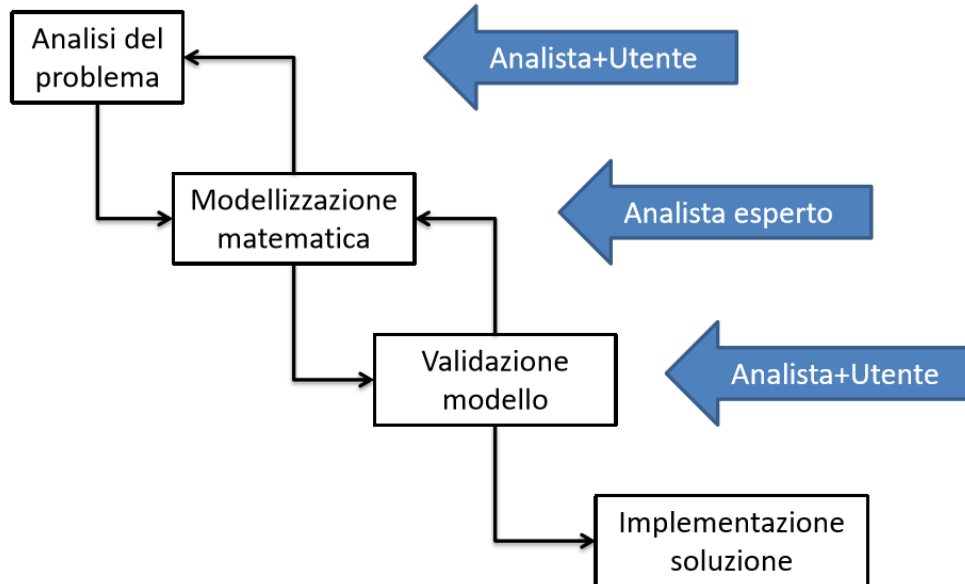 Analisi del
problema
Analista+Utente
Modellizzazione
matematica
Analista esperto
Validazione
modello
Analista+Utente
Implementazione
soluzione